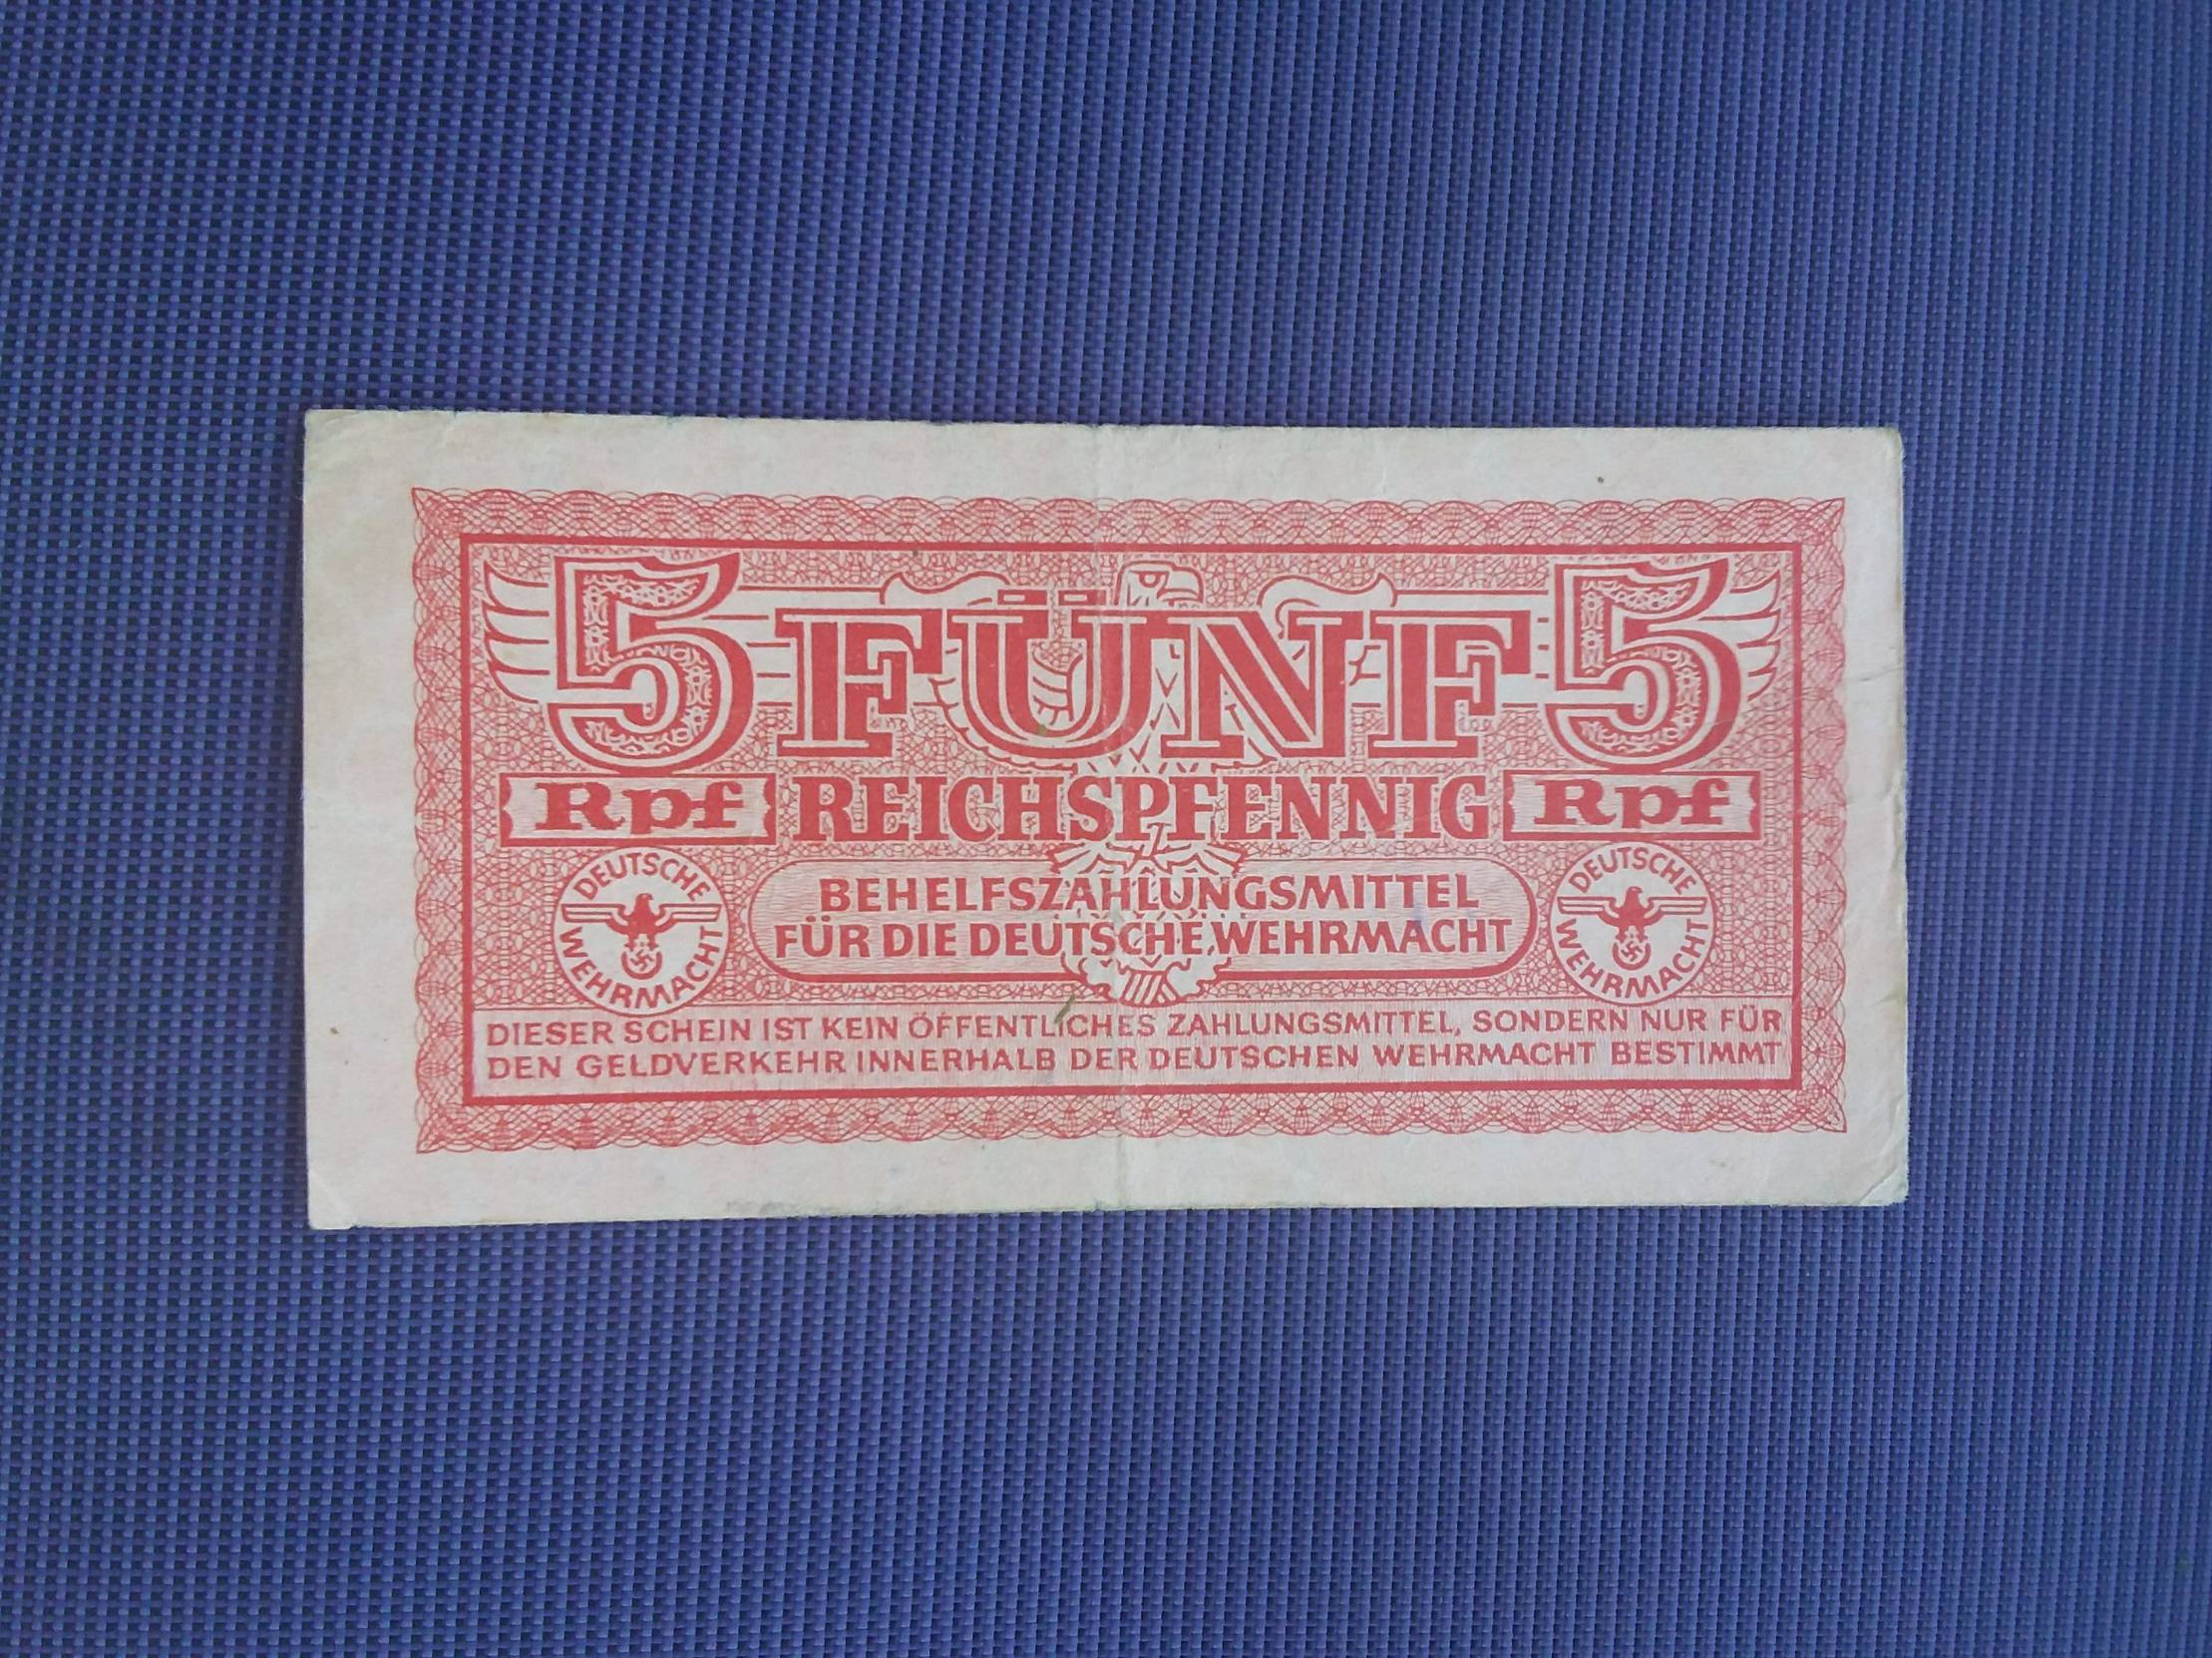 5 FÜNF 5
Rpf REICHSPFENNIG Rpf
DEUTSCHE WEHRMACHT
BEHELFSZAHLUNGSMITTEL
FÜR DIE DEUTSCHE WEHRMACHT
DEUTSCHE WEHRMACHT
DIESER SCHEIN IST KEIN ÖFFENTLICHES ZAHLUNGSMITTEL, SONDERN NUR FÜR
DEN GELDVERKEHR INNERHALB DER DEUTSCHEN WEHRMACHT BESTIMMT